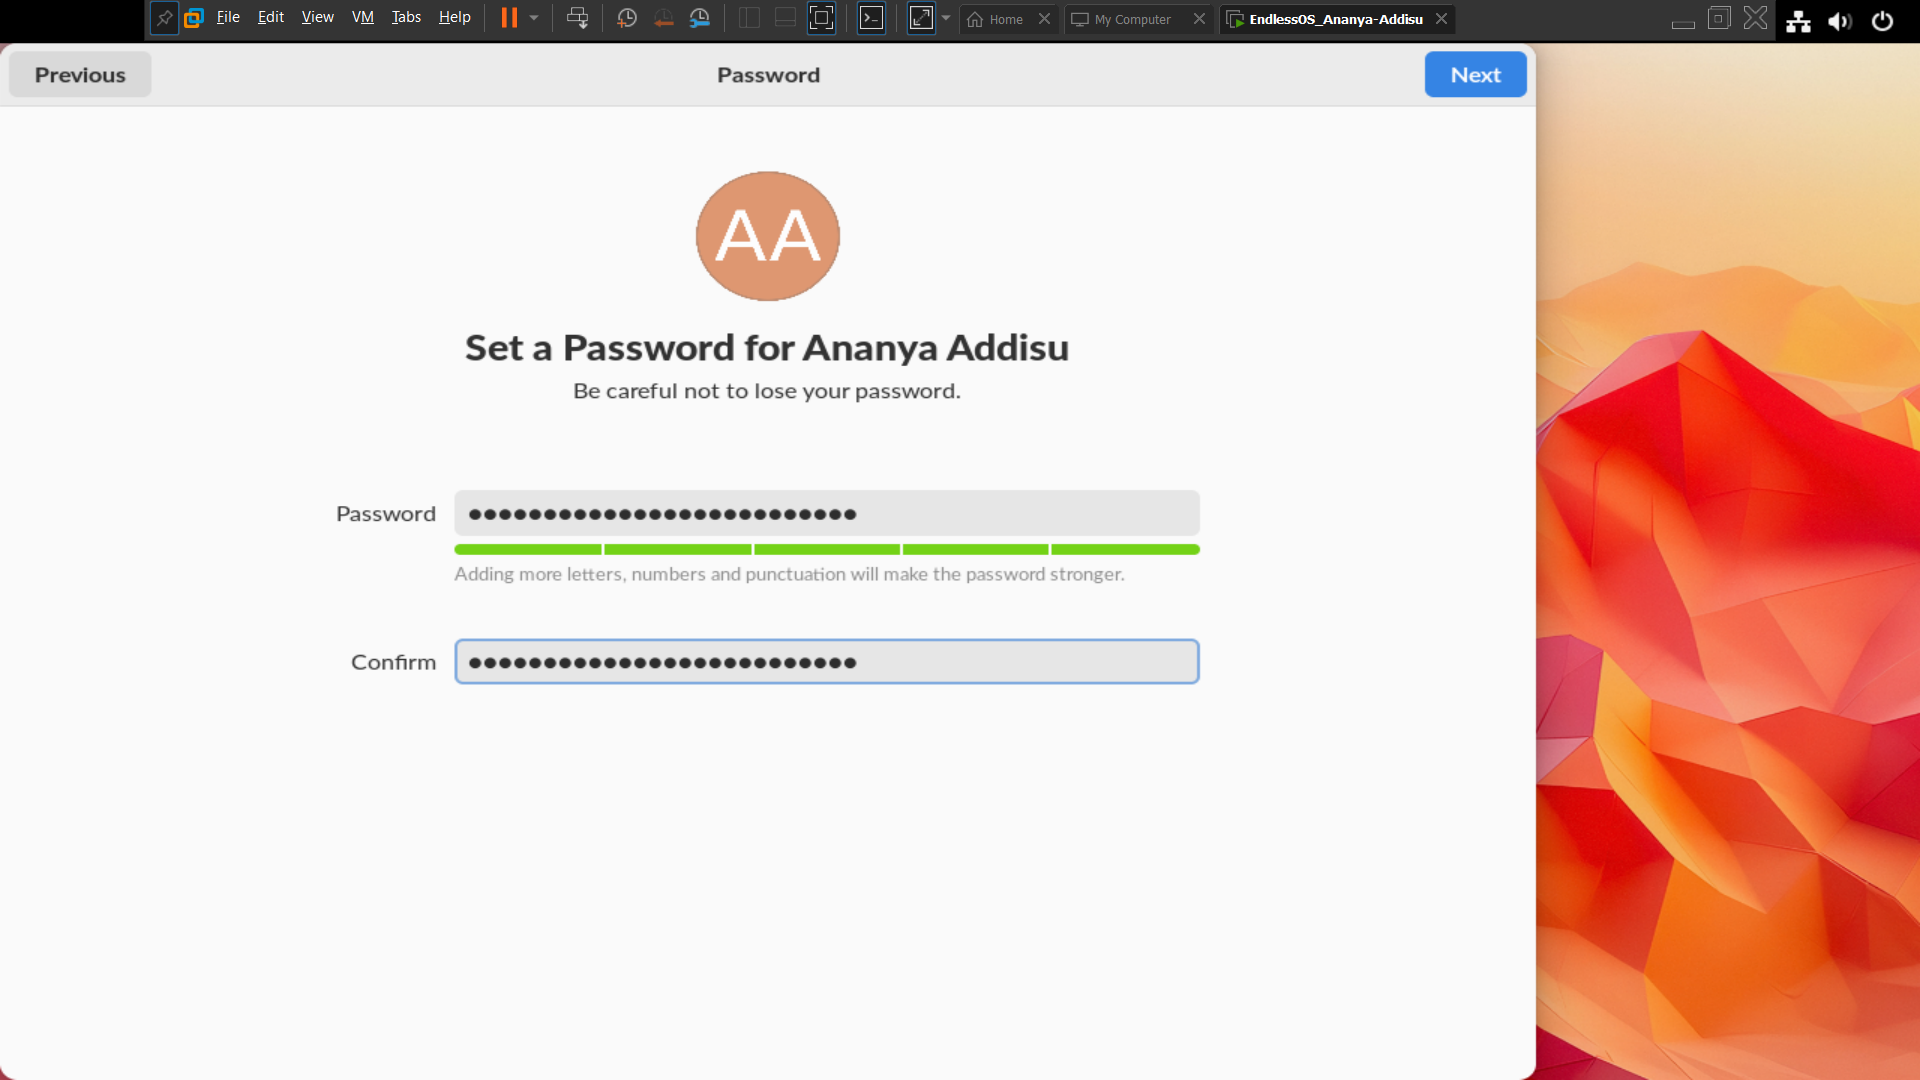 File Edit View VM Tabs Help Home My Computer EndlessOS_Ananya-Addisu
Previous Password Next
AA
Set a Password for Ananya Addisu
Be careful not to lose your password.
Password ●●●●●●●●●●●●●●●●●●●●●●●●●●
Adding more letters, numbers and punctuation will make the password stronger.
Confirm ●●●●●●●●●●●●●●●●●●●●●●●●●●